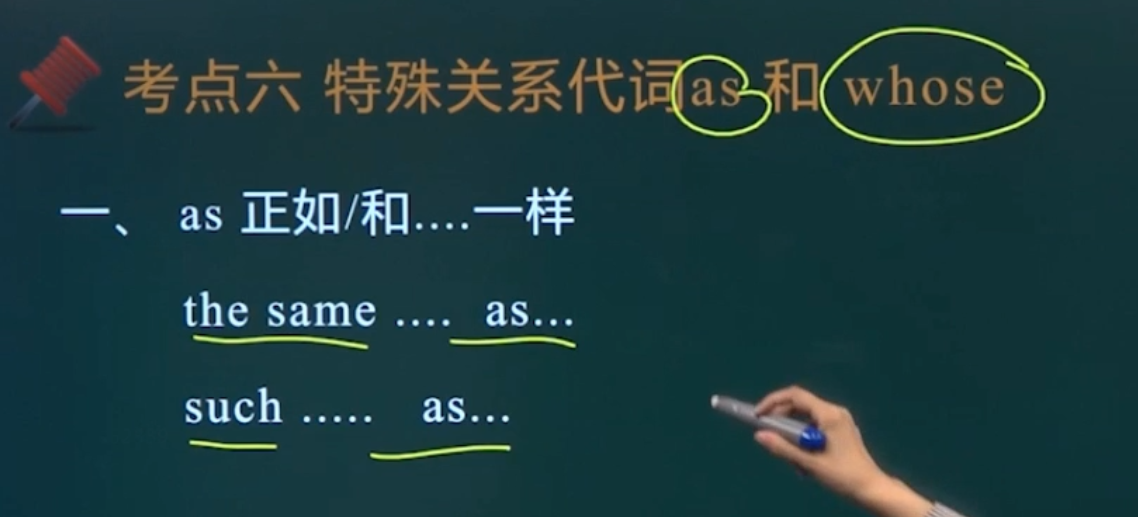 考点六 特殊关系代词as 和 whose
一、 as 正如/和....一样
the same .... as...
such ..... as...